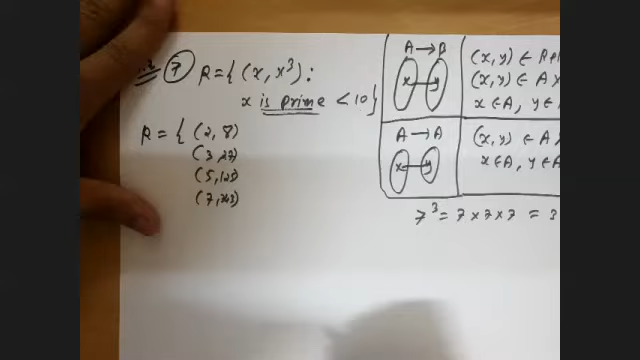 7 R = { (x, x³) :
x is prime < 10 }
R = { (2, 8)
(3, 27)
(5, 125)
(7, 343)
A → B
x y
(x, y) ∈ R
(x, y) ∈ A ×
x ∈ A, y ∈
A → A
x y
(x, y) ∈ A
x ∈ A, y ∈ A
7³ = 7 × 7 × 7 = 3